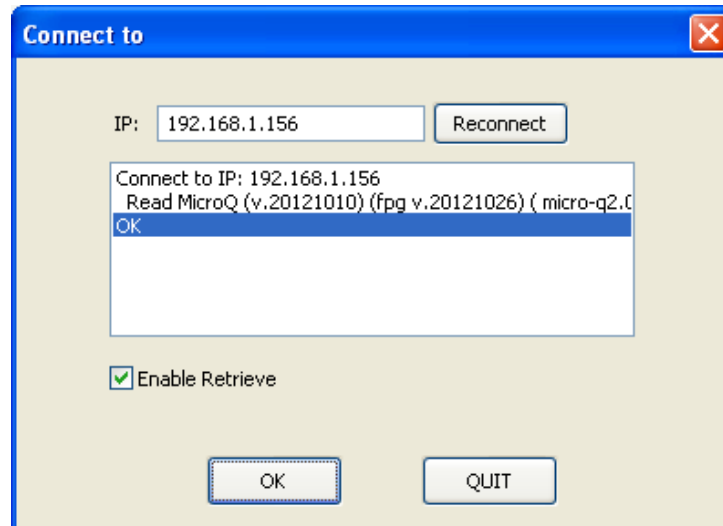 Connect to
IP: 192.168.1.156 Reconnect
Connect to IP: 192.168.1.156
Read MicroQ (v.20121010) (fpg v.20121026) ( micro-q2.0
OK
Enable Retrieve
OK QUIT